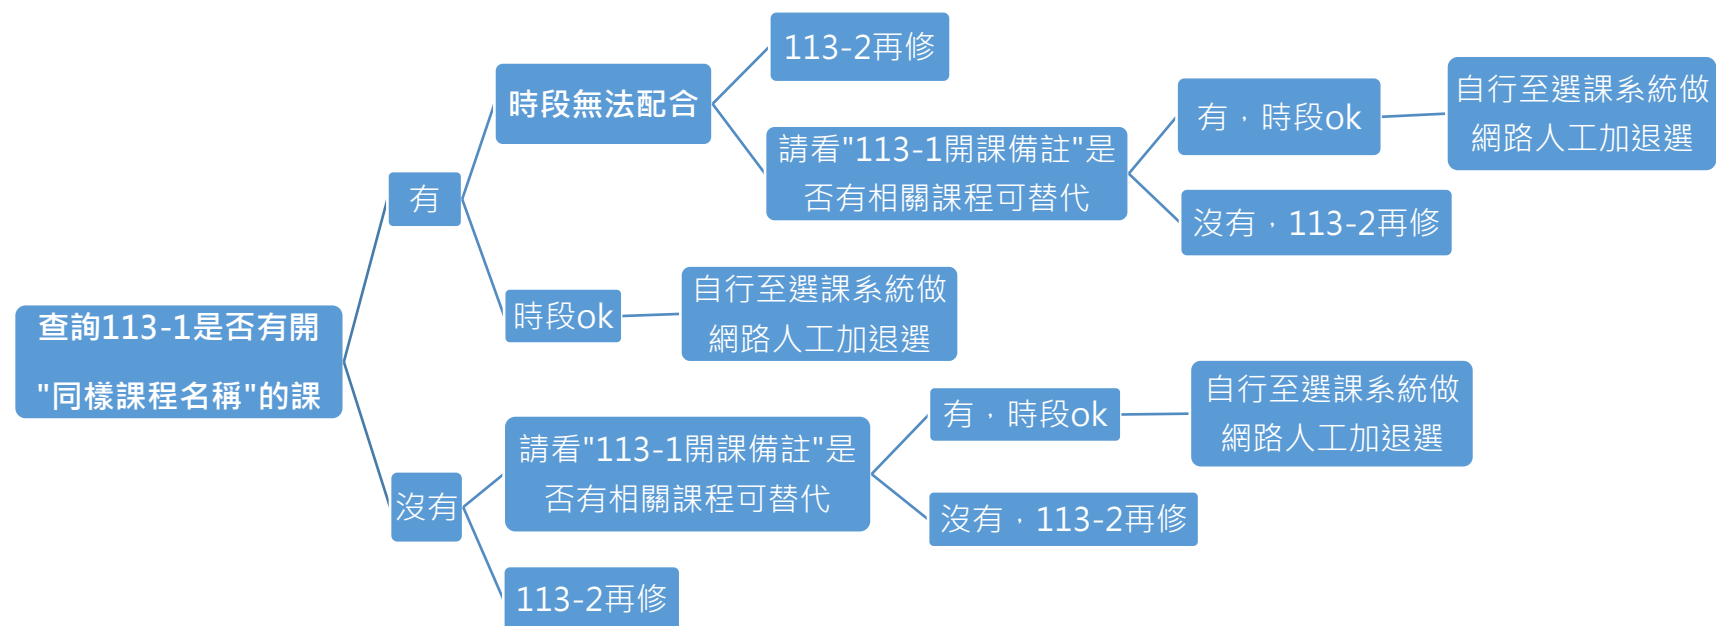 查詢113-1是否有開
"同樣課程名稱"的課
有
時段無法配合
113-2再修
請看"113-1開課備註"是
否有相關課程可替代
有，時段ok
自行至選課系統做
網路人工加退選
沒有，113-2再修
時段ok
自行至選課系統做
網路人工加退選
沒有
請看"113-1開課備註"是
否有相關課程可替代
有，時段ok
自行至選課系統做
網路人工加退選
沒有，113-2再修
113-2再修